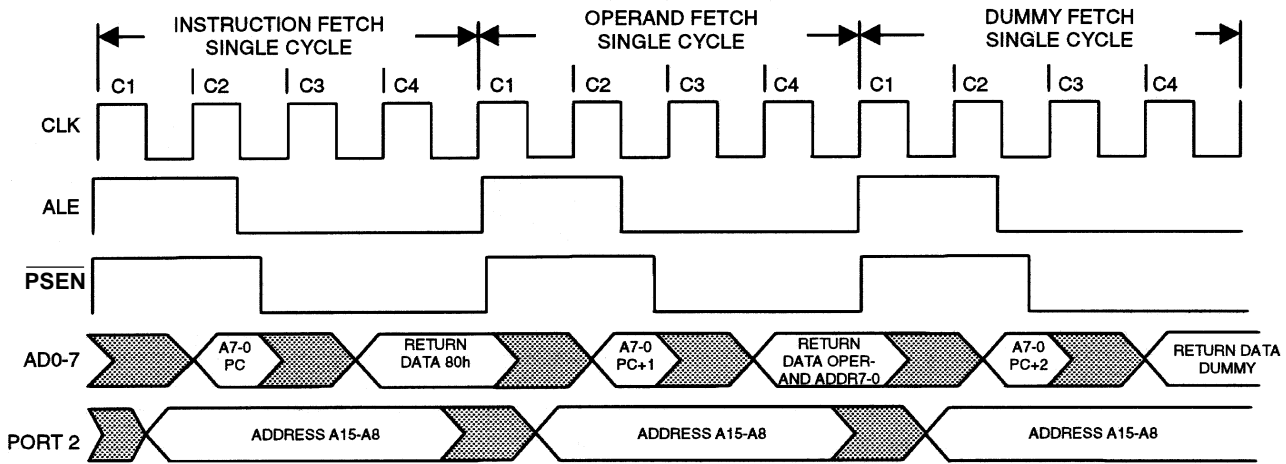 INSTRUCTION FETCH
SINGLE CYCLE
OPERAND FETCH
SINGLE CYCLE
DUMMY FETCH
SINGLE CYCLE
C1 C2 C3 C4 C1 C2 C3 C4 C1 C2 C3 C4
CLK
ALE
PSEN
AD0-7
A7-0
PC
RETURN
DATA 80h
A7-0
PC+1
RETURN
DATA OPER-
AND ADDR7-0
A7-0
PC+2
RETURN DATA
DUMMY
PORT 2
ADDRESS A15-A8
ADDRESS A15-A8
ADDRESS A15-A8